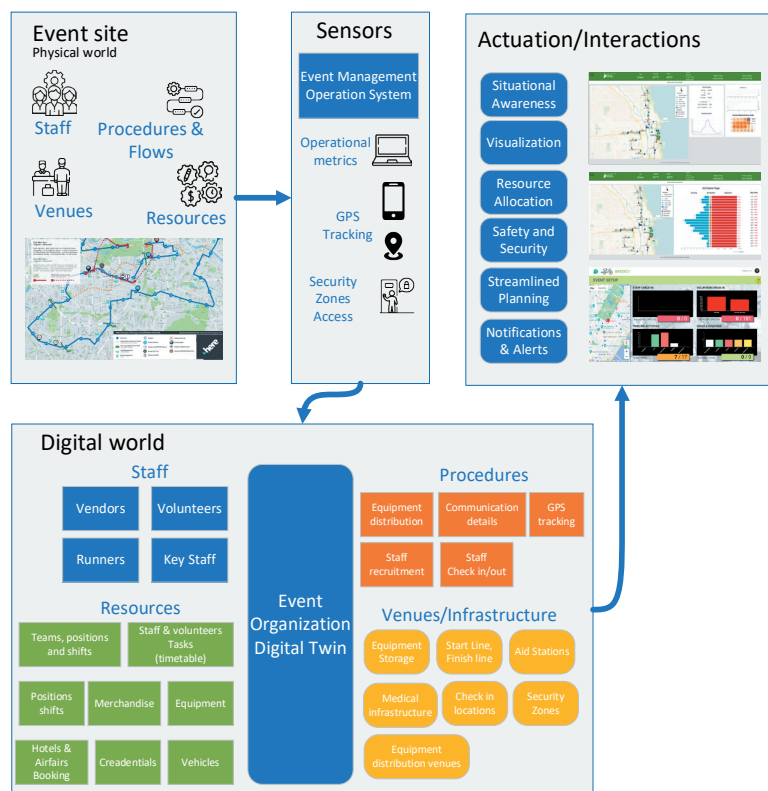 Event site
Physical world
Staff
Procedures &
Flows
Venues
Resources
here
Sensors
Event Management
Operation System
Operational
metrics
GPS
Tracking
Security
Zones
Access
Actuation/Interactions
Situational
Awareness
Visualization
Resource
Allocation
Safety and
Security
Streamlined
Planning
Notifications
& Alerts
EVENT SETUP
Digital world
Staff
Vendors
Volunteers
Runners
Key Staff
Resources
Teams, positions
and shifts
Staff & volunteers
Tasks
(timetable)
Positions
shifts
Merchandise
Equipment
Hotels &
Airfairs
Booking
Creadentials
Vehicles
Event
Organization
Digital Twin
Procedures
Equipment
distribution
Communication
details
GPS
tracking
Staff
recruitment
Staff
Check in/out
Venues/Infrastructure
Equipment
Storage
Start Line,
Finish line
Aid Stations
Medical
infrastructure
Check in
locations
Security
Zones
Equipment
distribution venues